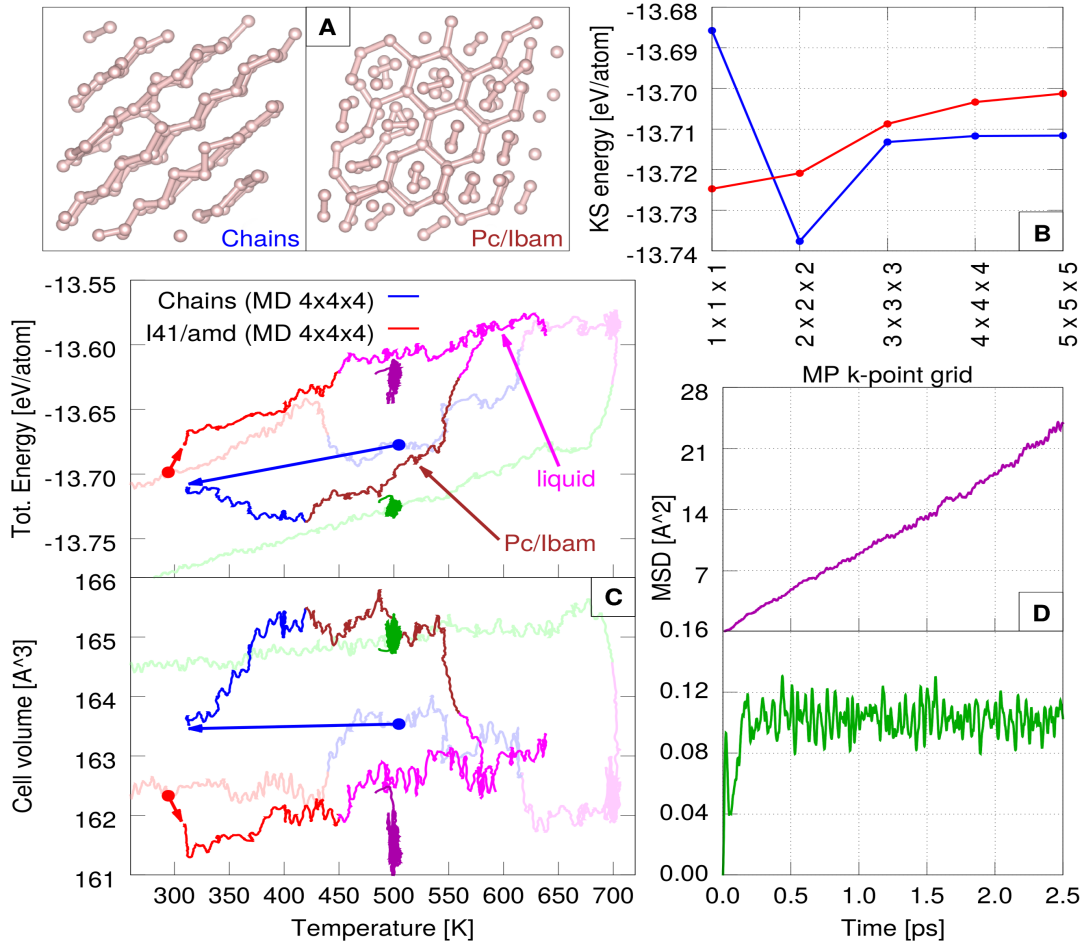 A
Chains
Pc/Ibam
-13.68
-13.69
-13.70
-13.71
-13.72
-13.73
-13.74
KS energy [eV/atom]
B
1 x 1 x 1
2 x 2 x 2
3 x 3 x 3
4 x 4 x 4
5 x 5 x 5
MP k-point grid
-13.55
-13.60
-13.65
-13.70
-13.75
Tot. Energy [eV/atom]
Chains (MD 4x4x4)
I41/amd (MD 4x4x4)
liquid
Pc/Ibam
C
166
165
164
163
162
161
Cell volume [A^3]
300 350 400 450 500 550 600 650 700
Temperature [K]
28
21
14
7
0.16
0.12
0.08
0.04
0.00
MSD [A^2]
D
0.0 0.5 1.0 1.5 2.0 2.5
Time [ps]